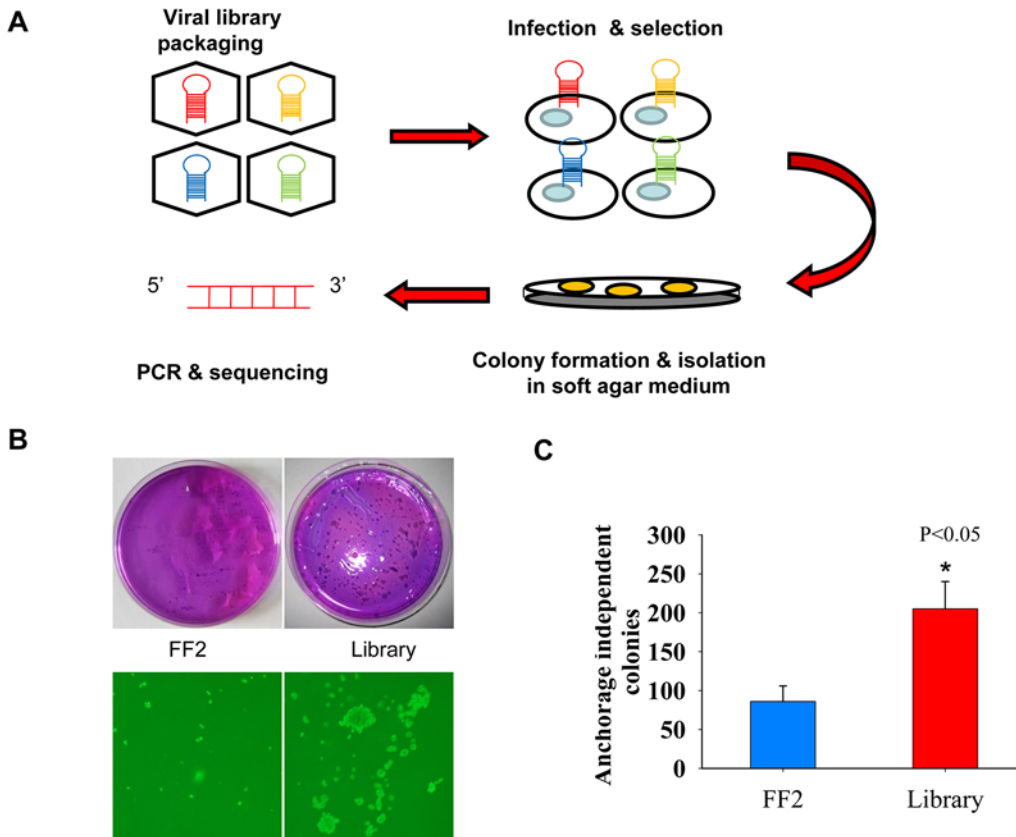 A
Viral library
packaging
Infection & selection
5’
3’
PCR & sequencing
Colony formation & isolation
in soft agar medium
B
FF2
Library
C
P<0.05
*
300
250
200
150
100
50
0
Anchorage independent
colonies
FF2
Library